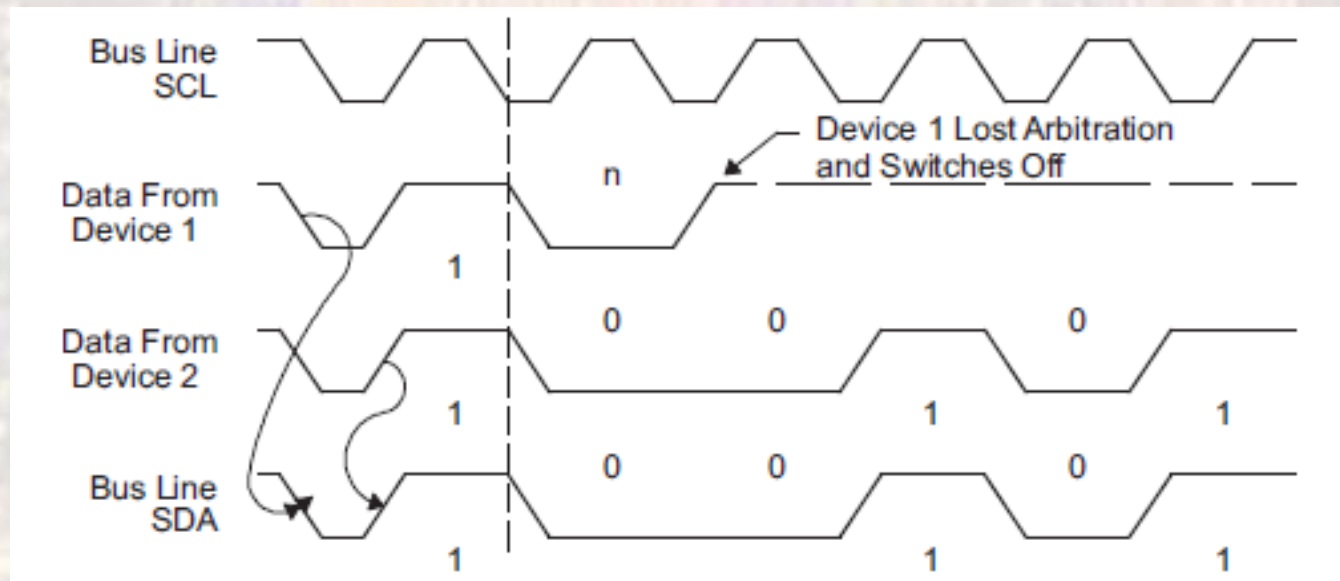 Bus Line
SCL
Device 1 Lost Arbitration
and Switches Off
n
Data From
Device 1
1
0 0 0
Data From
Device 2
1 1 1
0 0 0
Bus Line
SDA
1 1 1